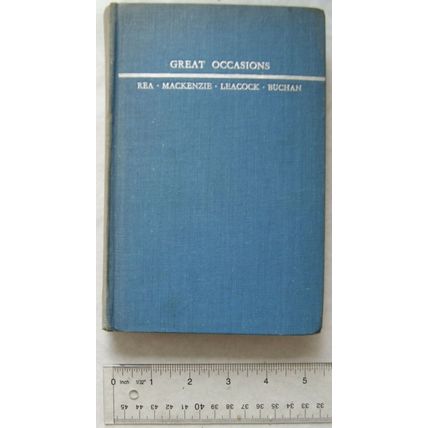 GREAT OCCASIONS
REA · MACKENZIE · LEACOCK · BUCHAN
0 inch 1/32" 1 2 3 4 5
45 44 43 42 41 40 39 38 37 36 35 34 33 32